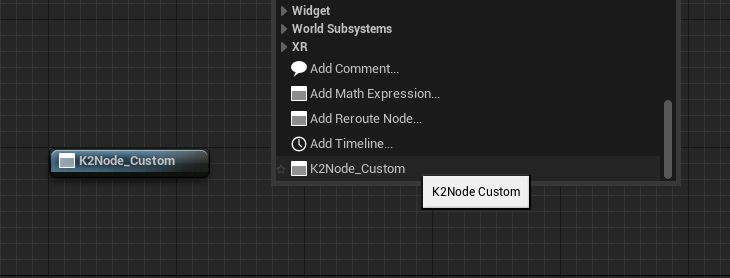 Widget
World Subsystems
XR
Add Comment...
Add Math Expression...
Add Reroute Node...
Add Timeline...
K2Node_Custom
K2Node_Custom
K2Node Custom